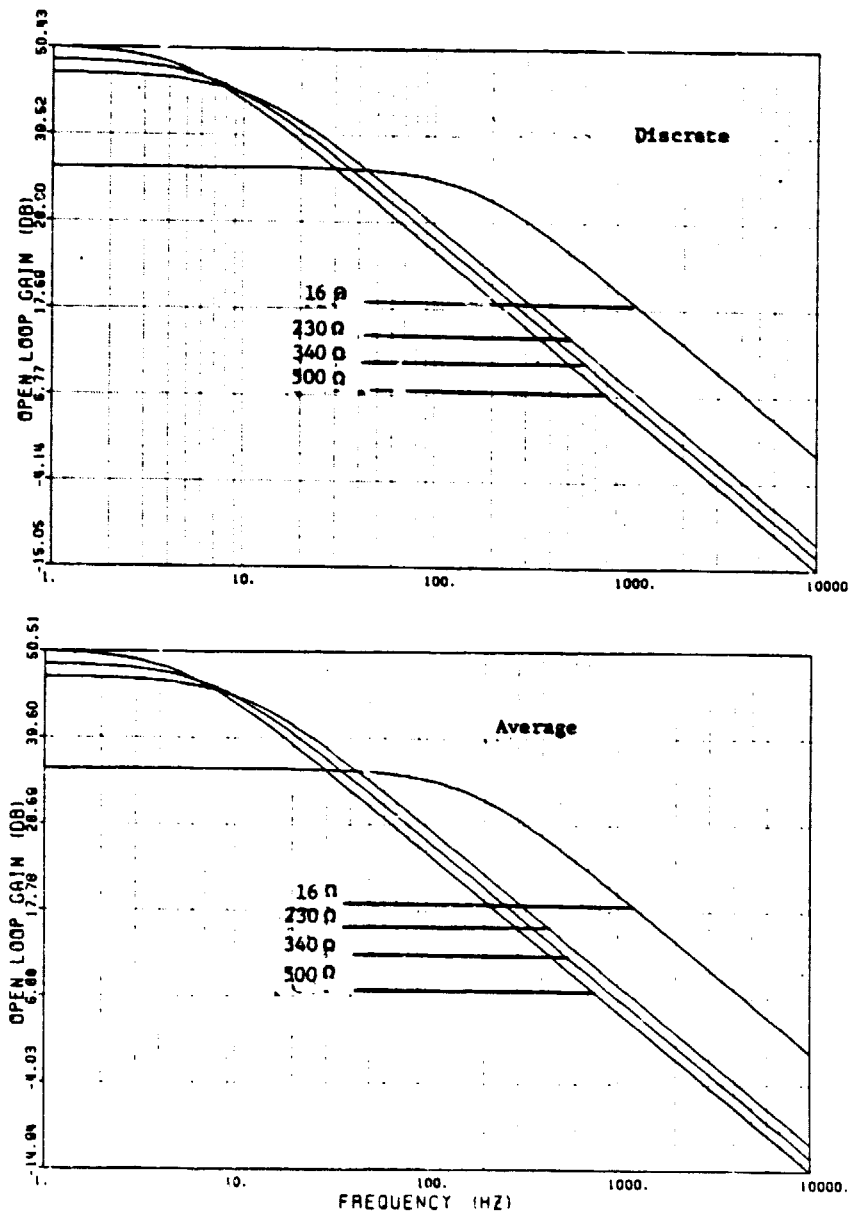 50.43
39.52
Discrete
28.60
OPEN LOOP GAIN (DB)
17.69
16 Ω
230 Ω
340 Ω
500 Ω
6.77
-4.14
-15.05
1.
10.
100.
1000.
10000
50.51
39.60
Average
28.69
OPEN LOOP GAIN (DB)
17.78
16 Ω
230 Ω
340 Ω
500 Ω
-4.03
-14.94
1.
10.
100.
1000.
10000.
FREQUENCY (HZ)